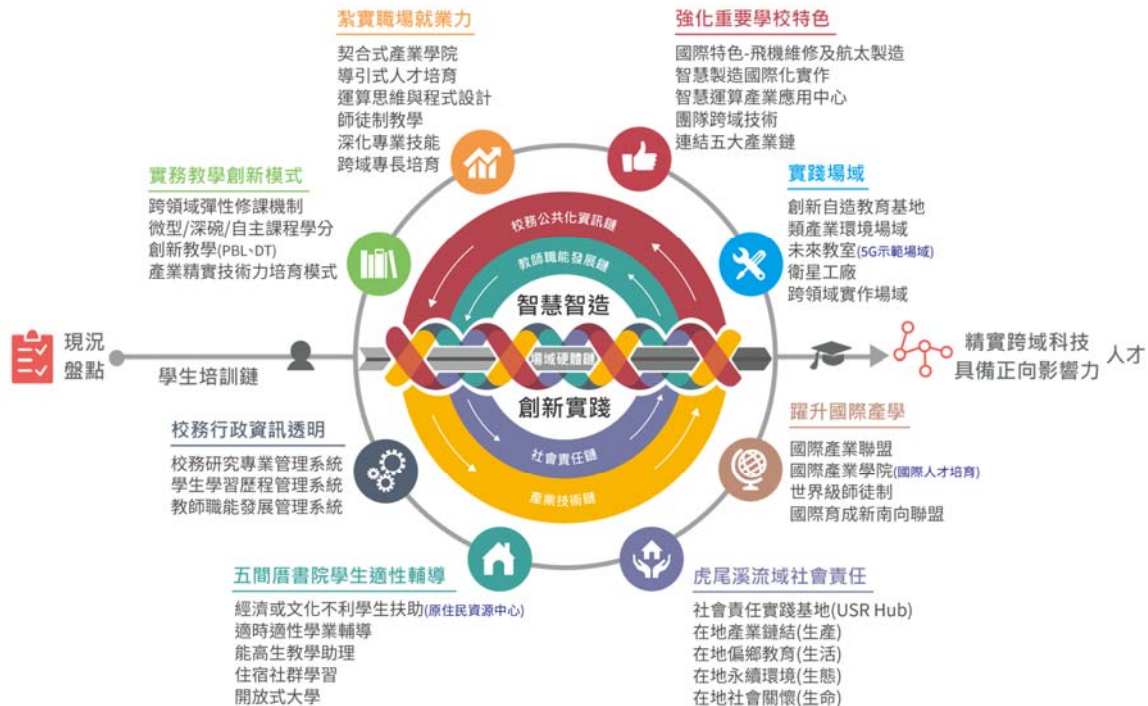 紮實職場就業力
契合式產業學院
導引式人才培育
運算思維與程式設計
師徒制教學
深化專業技能
跨域專長培育
強化重要學校特色
國際特色-飛機維修及航太製造
智慧製造國際化實作
智慧運算產業應用中心
團隊跨域技術
連結五大產業鏈
實務教學創新模式
跨領域彈性修課機制
微型/深碗/自主課程學分
創新教學(PBL、DT)
產業精實技術力培育模式
實踐場域
創新自造教育基地
類產業環境場域
未來教室(5G示範場域)
衛星工廠
跨領域實作場域
校務公共化資訊鏈
教師職能發展鏈
智慧智造
場域硬體鏈
創新實踐
社會責任鏈
產業技術鏈
現況
盤點
學生培訓鏈
精實跨域科技
具備正向影響力
人才
校務行政資訊透明
校務研究專業管理系統
學生學習歷程管理系統
教師職能發展管理系統
躍升國際產學
國際產業聯盟
國際產業學院(國際人才培育)
世界級師徒制
國際育成新南向聯盟
五間厝書院學生適性輔導
經濟或文化不利學生扶助(原住民資源中心)
適時適性學業輔導
能高生教學助理
住宿社群學習
開放式大學
虎尾溪流域社會責任
社會責任實踐基地(USR Hub)
在地產業鏈結(生產)
在地偏鄉教育(生活)
在地永續環境(生態)
在地社會關懷(生命)